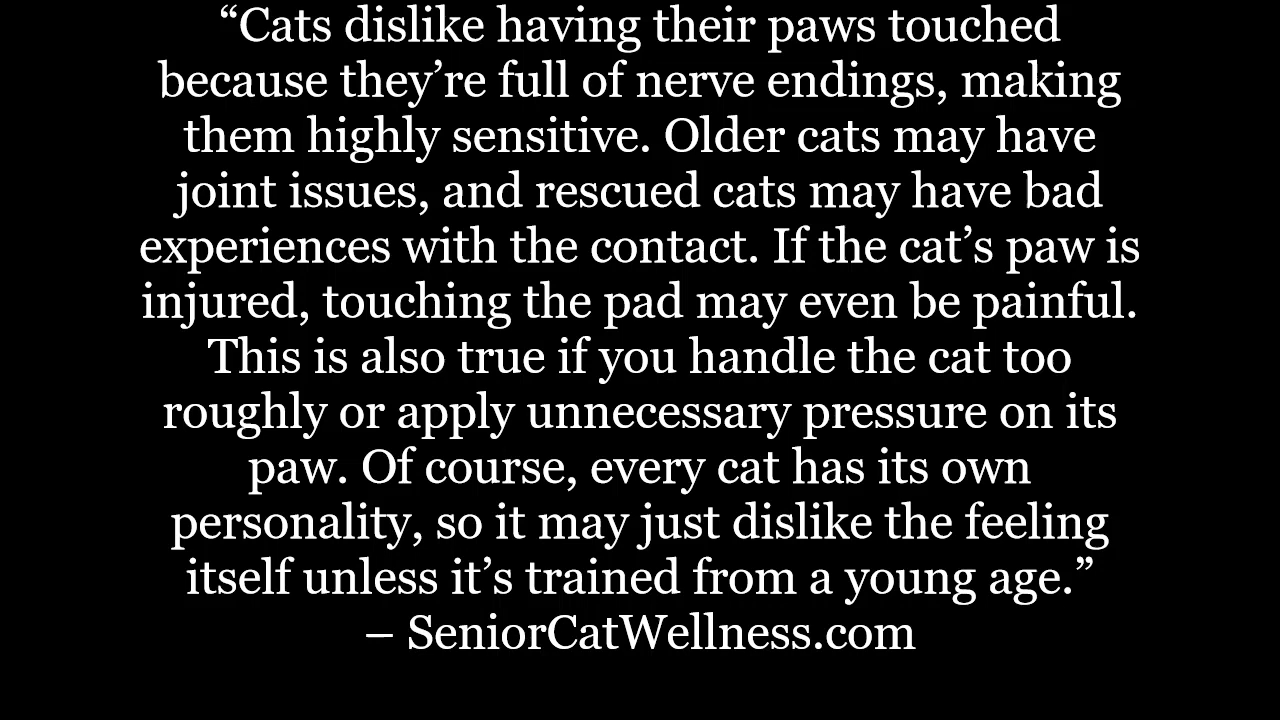 “Cats dislike having their paws touched
because they’re full of nerve endings, making
them highly sensitive. Older cats may have
joint issues, and rescued cats may have bad
experiences with the contact. If the cat’s paw is
injured, touching the pad may even be painful.
This is also true if you handle the cat too
roughly or apply unnecessary pressure on its
paw. Of course, every cat has its own
personality, so it may just dislike the feeling
itself unless it’s trained from a young age.”
– SeniorCatWellness.com